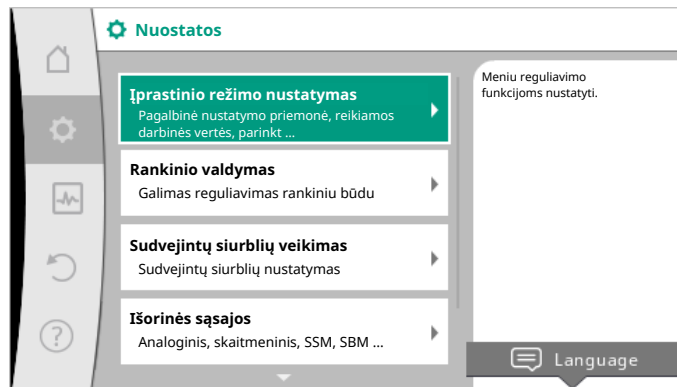 Nuostatos
Įprastinio režimo nustatymas
Pagalbinė nustatymo priemonė, reikiamos
darbinės vertės, parinkt ...
Rankinio valdymas
Galimas reguliavimas rankiniu būdu
Sudvejintų siurblių veikimas
Sudvejintų siurblių nustatymas
Išorinės sąsajos
Analoginis, skaitmeninis, SSM, SBM ...
Meniu reguliavimo
funkcijoms nustatyti.
Language